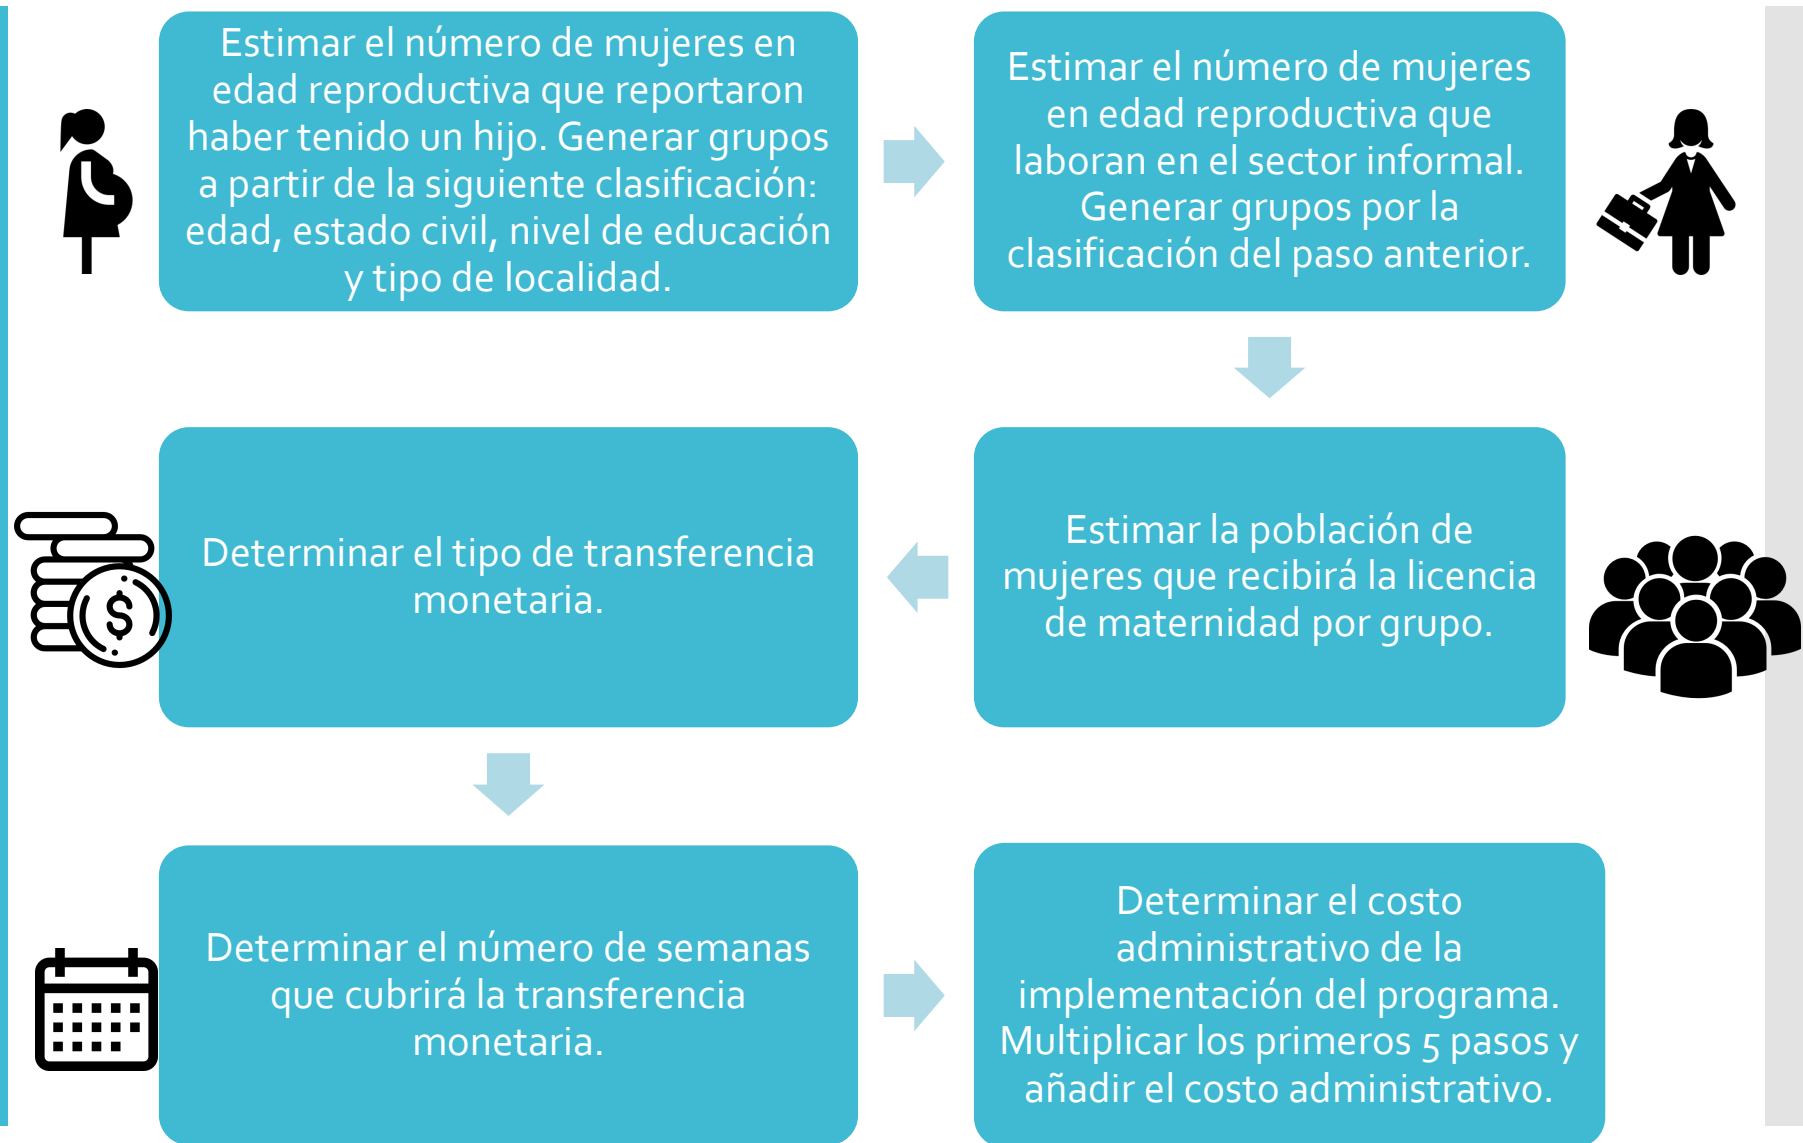 Estimar el número de mujeres en
edad reproductiva que reportaron
haber tenido un hijo. Generar grupos
a partir de la siguiente clasificación:
edad, estado civil, nivel de educación
y tipo de localidad.
Estimar el número de mujeres
en edad reproductiva que
laboran en el sector informal.
Generar grupos por la
clasificación del paso anterior.
Estimar la población de
mujeres que recibirá la licencia
de maternidad por grupo.
Determinar el tipo de transferencia
monetaria.
$
Determinar el número de semanas
que cubrirá la transferencia
monetaria.
Determinar el costo
administrativo de la
implementación del programa.
Multiplicar los primeros 5 pasos y
añadir el costo administrativo.